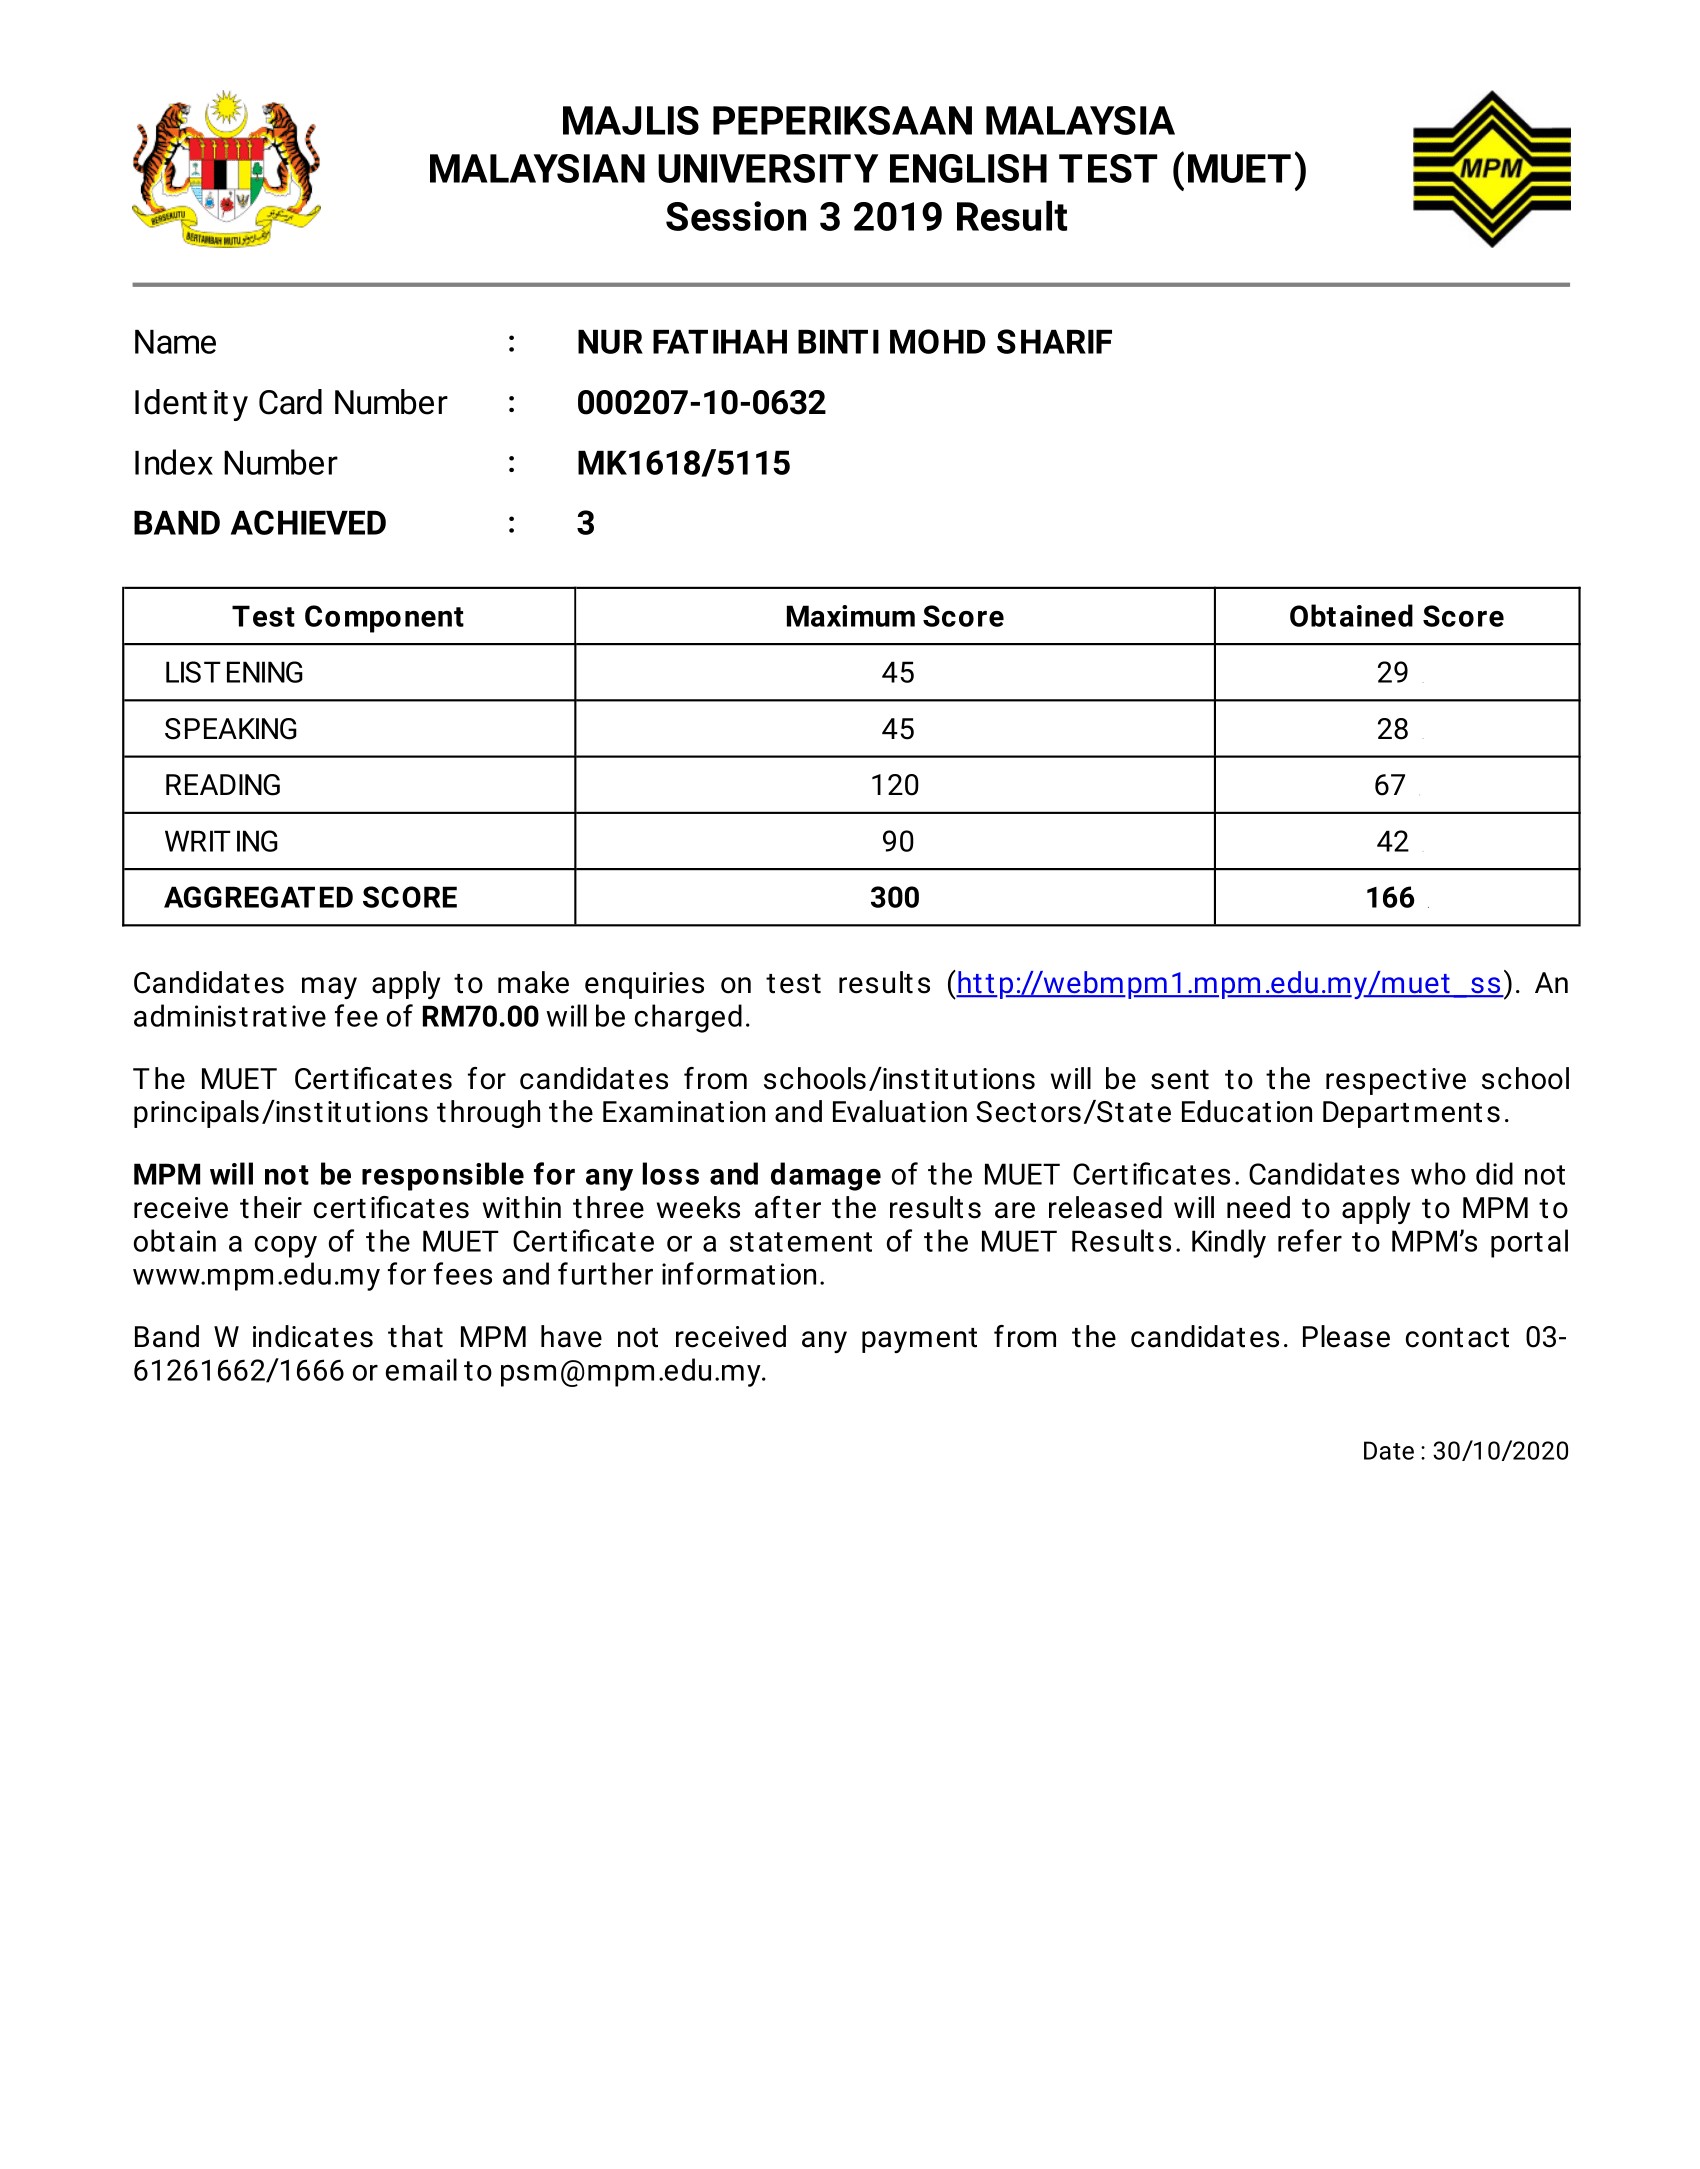 MAJLIS PEPERIKSAAN MALAYSIA
MALAYSIAN UNIVERSITY ENGLISH TEST (MUET)
Session 3 2019 Result
BERSEKUTU
BERTAMBAH MUTU
MPM
Name : NUR FATIHAH BINTI MOHD SHARIF
Identity Card Number : 000207-10-0632
Index Number : MK1618/5115
BAND ACHIEVED : 3
Test Component Maximum Score Obtained Score
LISTENING 45 29
SPEAKING 45 28
READING 120 67
WRITING 90 42
AGGREGATED SCORE 300 166
Candidates may apply to make enquiries on test results (http://webmpm1.mpm.edu.my/muet_ss). An
administrative fee of RM70.00 will be charged.
The MUET Certificates for candidates from schools/institutions will be sent to the respective school
principals/institutions through the Examination and Evaluation Sectors/State Education Departments.
MPM will not be responsible for any loss and damage of the MUET Certificates. Candidates who did not
receive their certificates within three weeks after the results are released will need to apply to MPM to
obtain a copy of the MUET Certificate or a statement of the MUET Results. Kindly refer to MPM’s portal
www.mpm.edu.my for fees and further information.
Band W indicates that MPM have not received any payment from the candidates. Please contact 03-
61261662/1666 or email to psm@mpm.edu.my.
Date : 30/10/2020